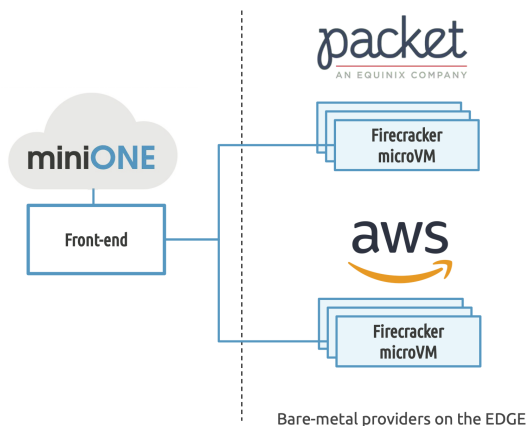 packet
AN EQUINIX COMPANY
miniONE
Firecracker
microVM
Front-end
aws
Firecracker
microVM
Bare-metal providers on the EDGE